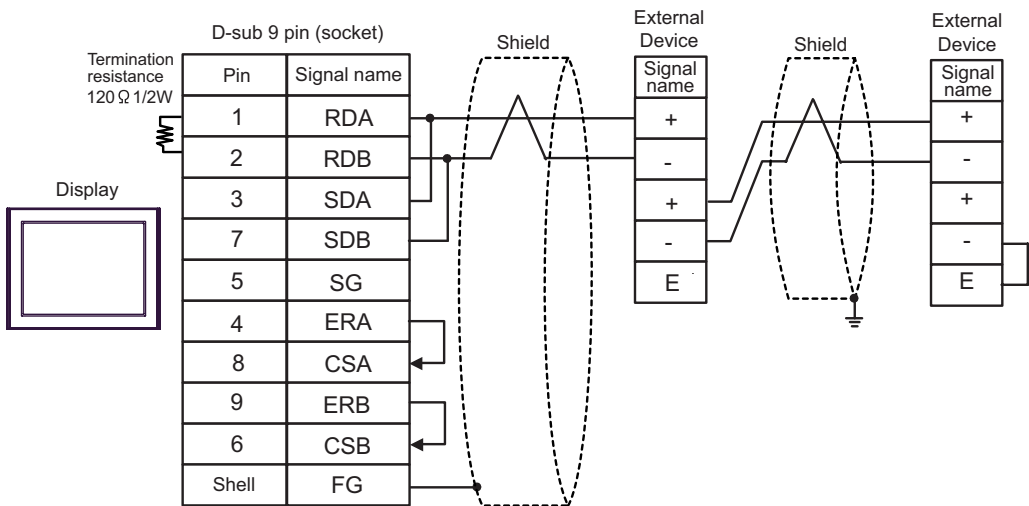 D-sub 9 pin (socket)
Termination
resistance
120 Ω 1/2W
Display
Pin Signal name
1 RDA
2 RDB
3 SDA
7 SDB
5 SG
4 ERA
8 CSA
9 ERB
6 CSB
Shell FG
Shield
External
Device
Signal
name
+
-
+
-
E
Shield
External
Device
Signal
name
+
-
+
-
E